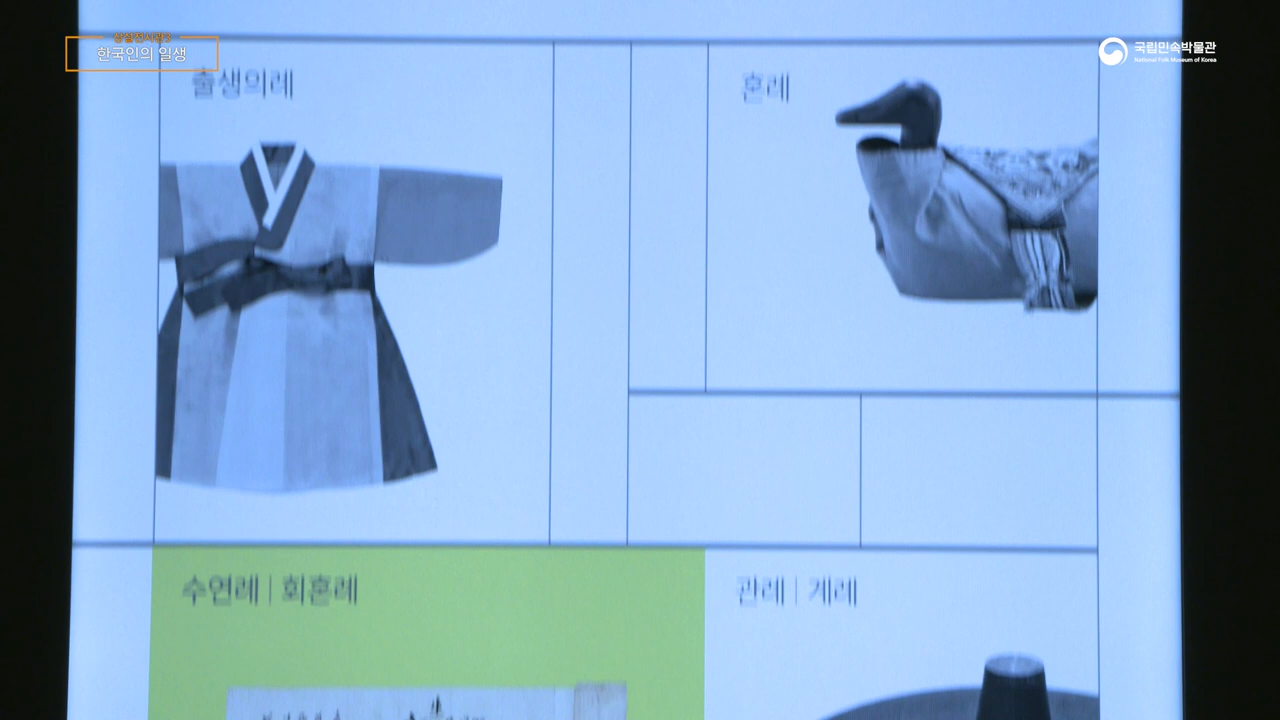 상설전시관3
한국인의 일생
국립민속박물관
National Folk Museum of Korea
출생의례
혼례
수연례 | 회혼례
관례 | 계례